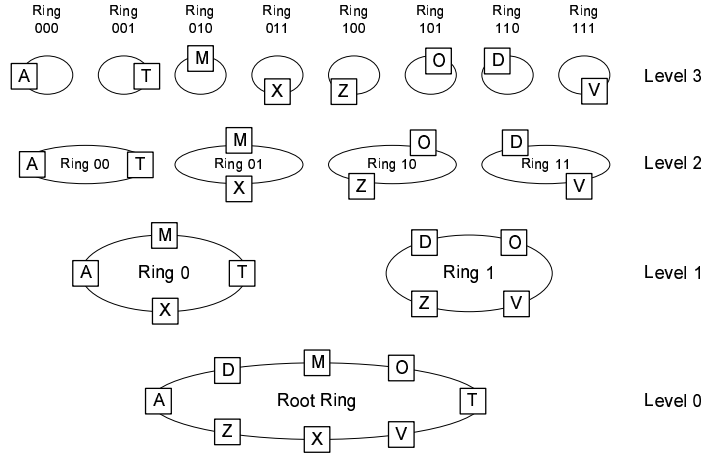 Ring Ring Ring Ring Ring Ring Ring Ring
000 001 010 011 100 101 110 111
A T M X Z O D V Level 3
M O D
A Ring 00 T Ring 01 Ring 10 Ring 11 Level 2
X Z V
M D O
A Ring 0 T Ring 1 Level 1
X Z V
D M O
A Root Ring T Level 0
Z X V